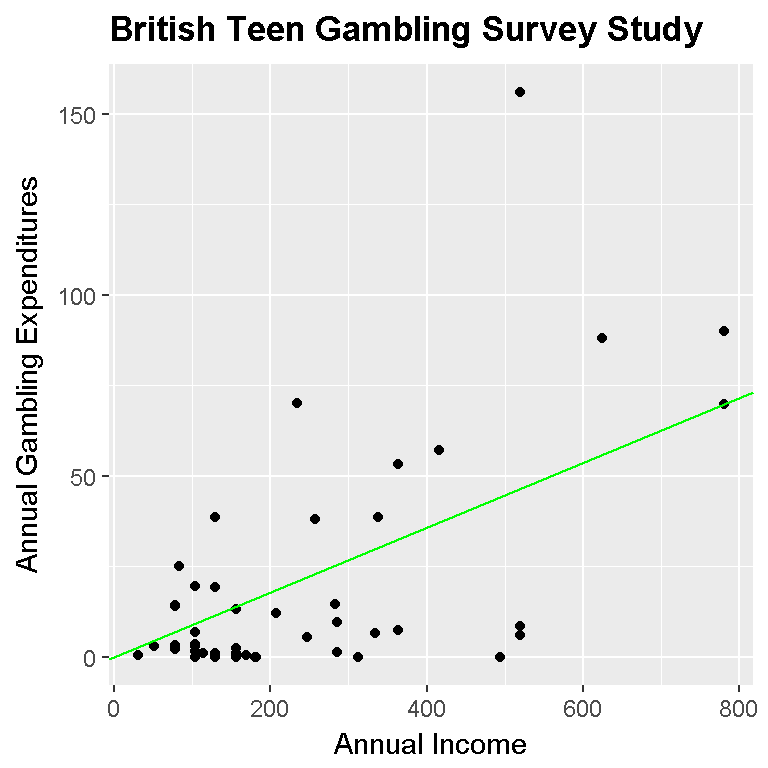 British Teen Gambling Survey Study
Annual Gambling Expenditures
150
100
50
0
0 200 400 600 800
Annual Income